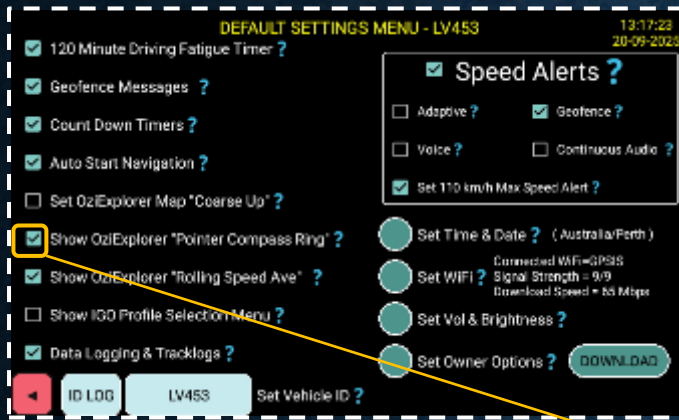 DEFAULT SETTINGS MENU - LV453
13:17:23
20-09-2025
120 Minute Driving Fatigue Timer ?
Geofence Messages ?
Count Down Timers ?
Auto Start Navigation ?
Set OziExplorer Map "Coarse Up" ?
Show OziExplorer "Pointer Compass Ring" ?
Show OziExplorer "Rolling Speed Ave" ?
Show IGO Profile Selection Menu ?
Data Logging & Tracklogs ?
Speed Alerts ?
Adaptive ?
Geofence ?
Voice ?
Continuous Audio ?
Set 110 km/h Max Speed Alert ?
Set Time & Date ? ( Australia/Perth )
Connected WiFi=GPSIS
Set WiFi ? Signal Strength = 9/9
Download Speed = 65 Mbps
Set Vol & Brightness ?
Set Owner Options ? DOWNLOAD
ID LOG LV453 Set Vehicle ID ?